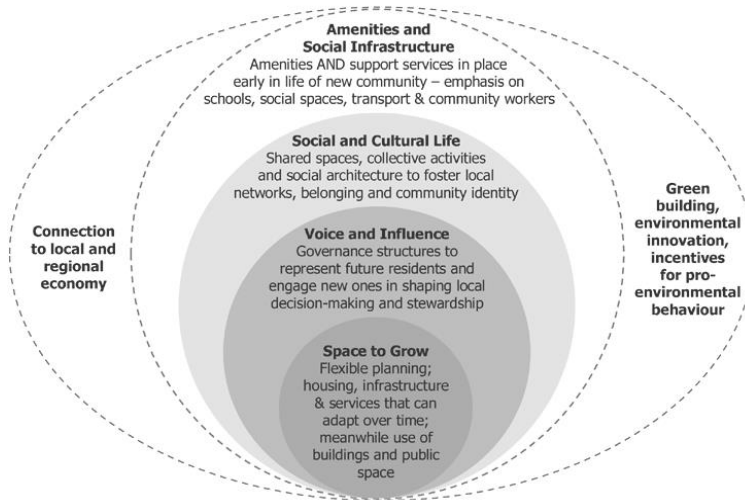 Amenities and
Social Infrastructure
Amenities AND support services in place
early in life of new community – emphasis on
schools, social spaces, transport & community workers
Social and Cultural Life
Shared spaces, collective activities
and social architecture to foster local
networks, belonging and community identity
Connection
to local and
regional
economy
Voice and Influence
Governance structures to
represent future residents and
engage new ones in shaping local
decision-making and stewardship
Green
building,
environmental
innovation,
incentives
for pro-
environmental
behaviour
Space to Grow
Flexible planning;
housing, infrastructure
& services that can
adapt over time;
meanwhile use of
buildings and public
space